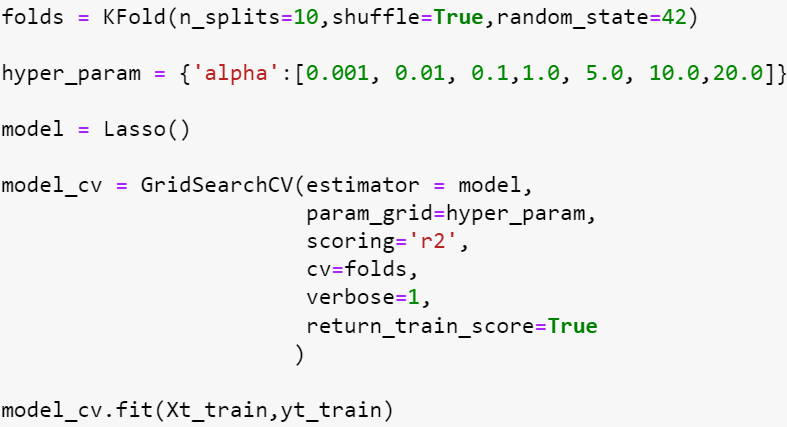 folds = KFold(n_splits=10,shuffle=True,random_state=42)
hyper_param = {'alpha':[0.001, 0.01, 0.1,1.0, 5.0, 10.0,20.0]}
model = Lasso()
model_cv = GridSearchCV(estimator = model,
                        param_grid=hyper_param,
                        scoring='r2',
                        cv=folds,
                        verbose=1,
                        return_train_score=True
                       )
model_cv.fit(Xt_train,yt_train)